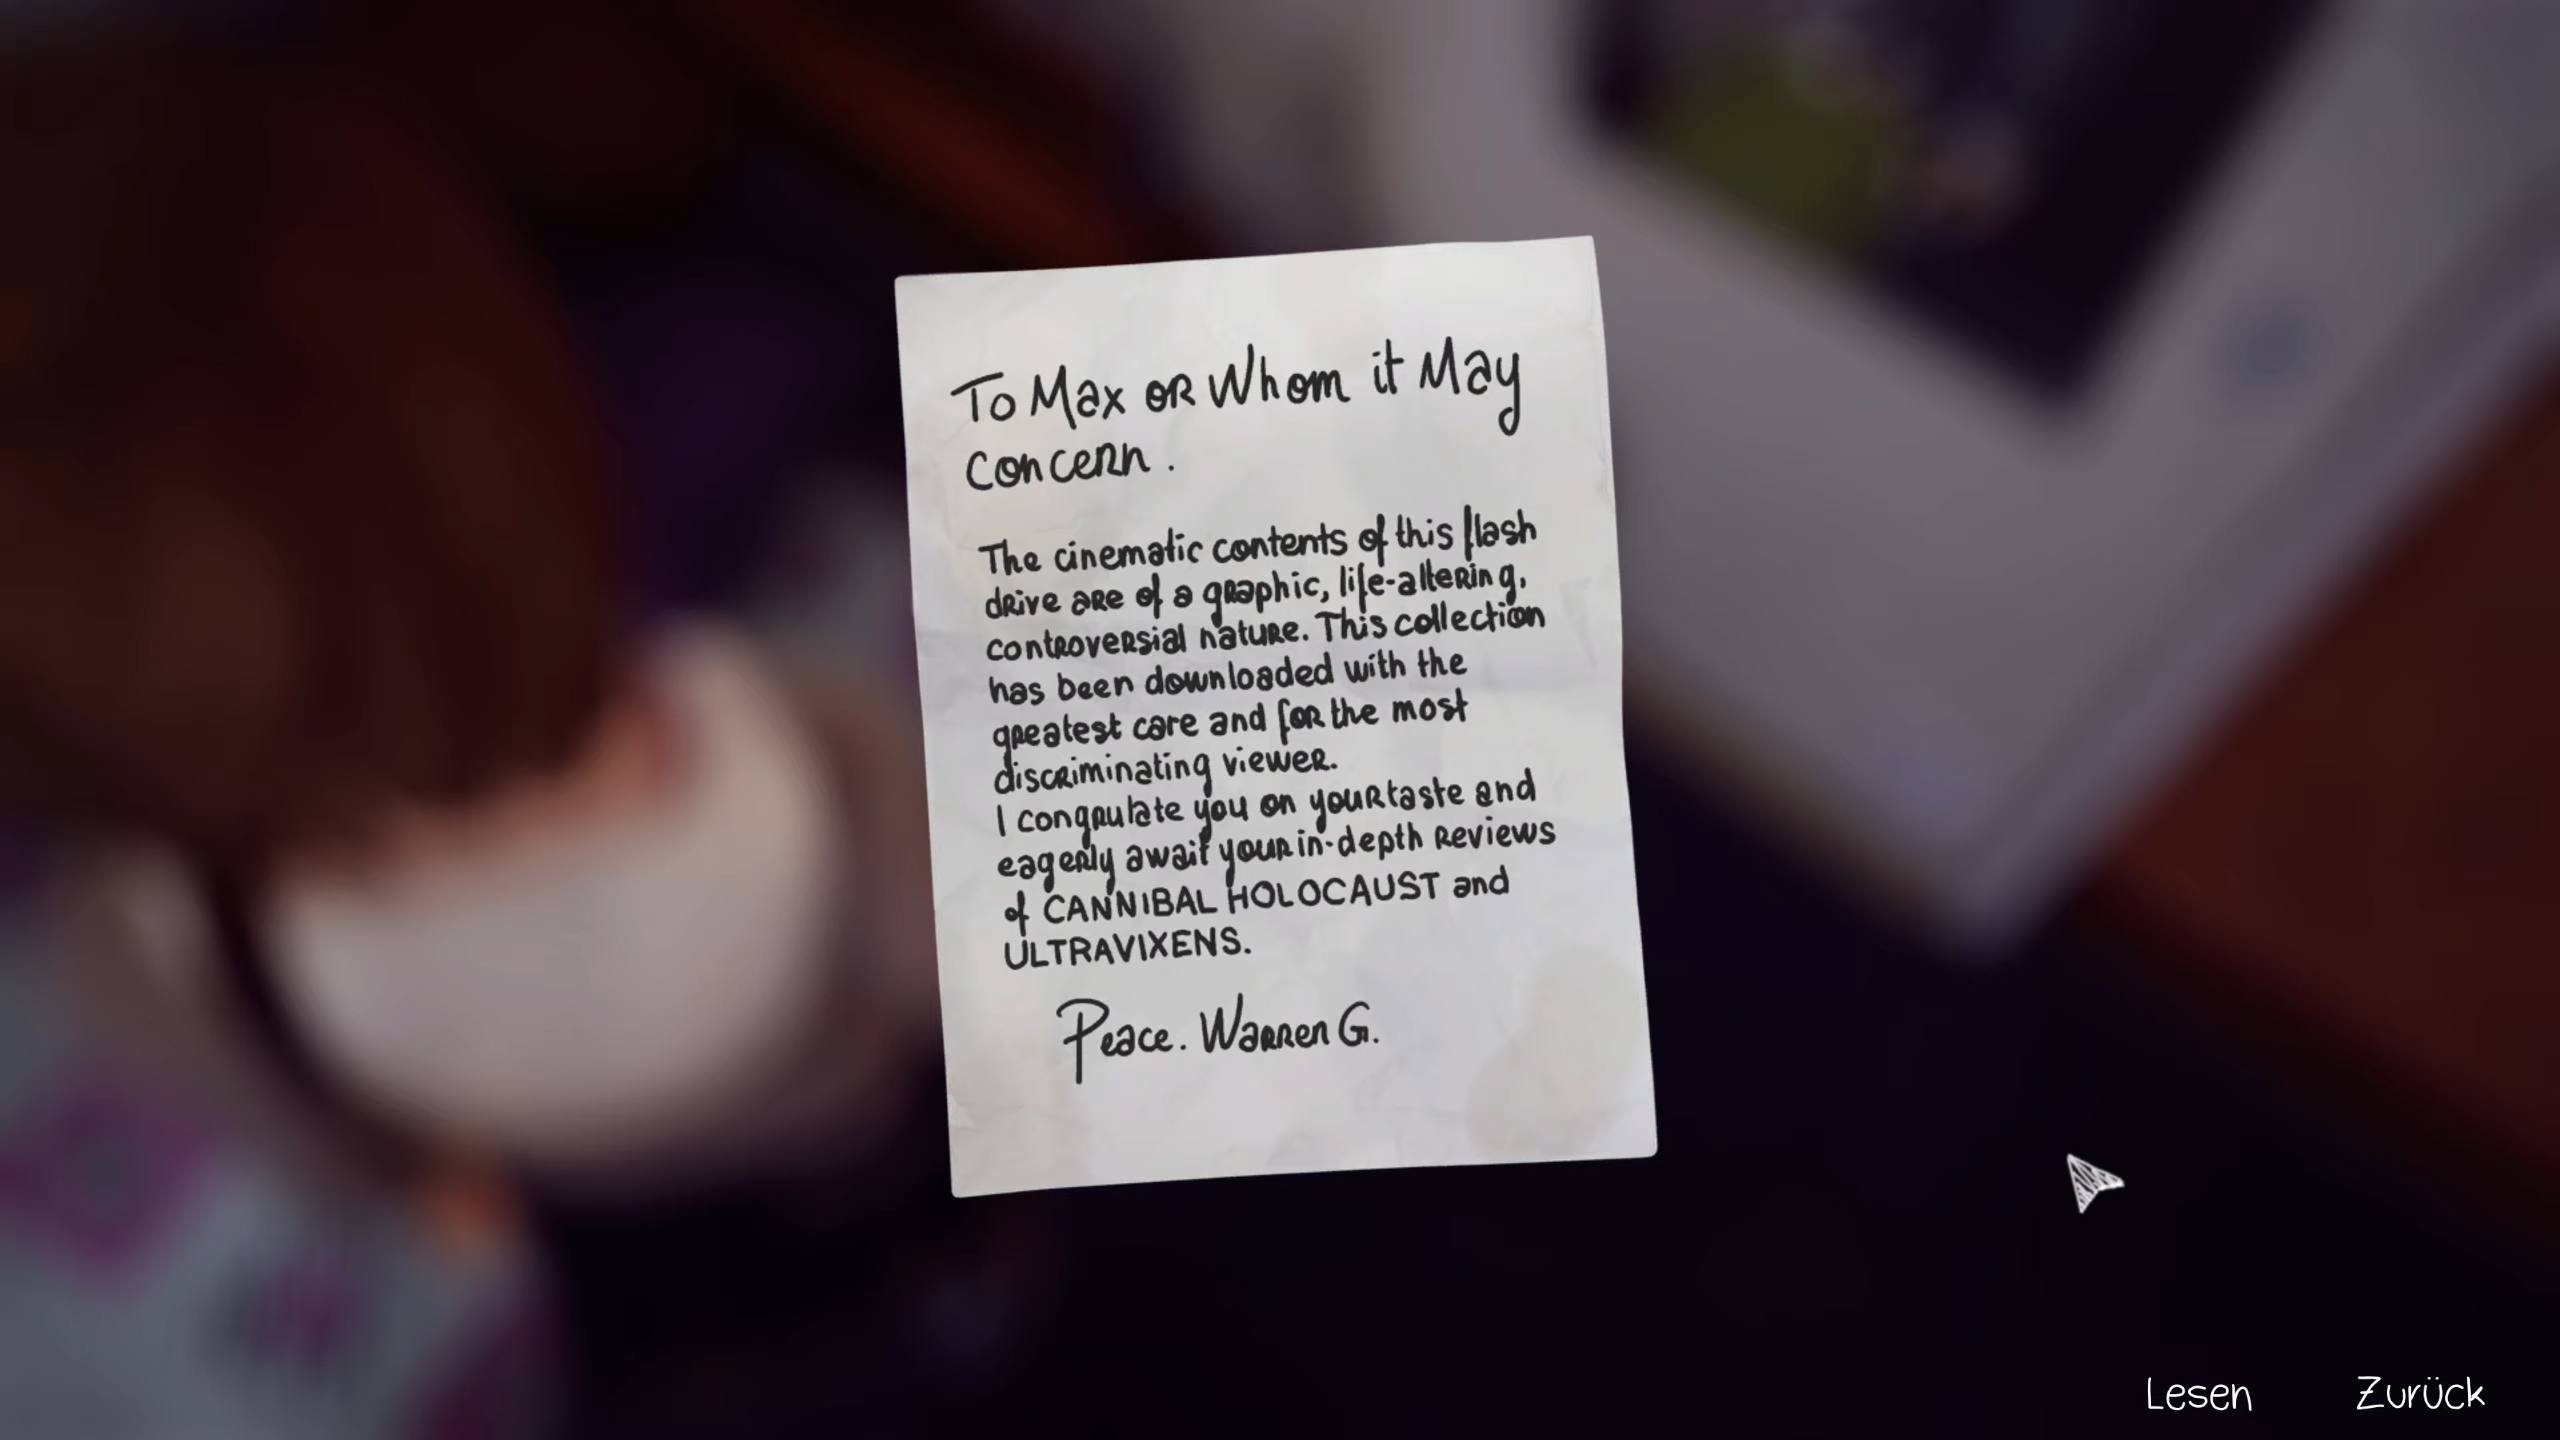 To Max or Whom it May
Concern.
The cinematic contents of this flash
drive are of a graphic, life-altering,
controversial nature. This collection
has been downloaded with the
greatest care and for the most
discriminating viewer.
I congrulate you on your taste and
eagerly await your in-depth reviews
of CANNIBAL HOLOCAUST and
ULTRAVIXENS.
Peace. Warren G.
Lesen Zurück